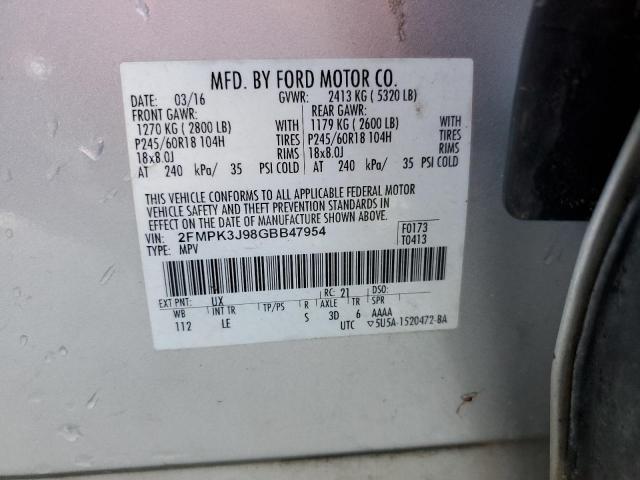 MFD. BY FORD MOTOR CO.
DATE: 03/16 GVWR: 2413 KG ( 5320 LB)
FRONT GAWR: REAR GAWR:
1270 KG ( 2800 LB) WITH 1179 KG ( 2600 LB) WITH
P245/60R18 104H TIRES P245/60R18 104H TIRES
18x8.0J RIMS 18x8.0J RIMS
AT 240 kPa/ 35 PSI COLD AT 240 kPa/ 35 PSI COLD
THIS VEHICLE CONFORMS TO ALL APPLICABLE FEDERAL MOTOR
VEHICLE SAFETY AND THEFT PREVENTION STANDARDS IN
EFFECT ON THE DATE OF MANUFACTURE SHOWN ABOVE.
VIN: 2FMPK3J98GBB47954 F0173
TYPE: MPV T0413
EXT PNT: UX RC: 21 DSO:
WB INT TR TP/PS R AXLE TR SPR
112 LE S 3D 6 AAAA
UTC ▽5U5A-1520472-BA